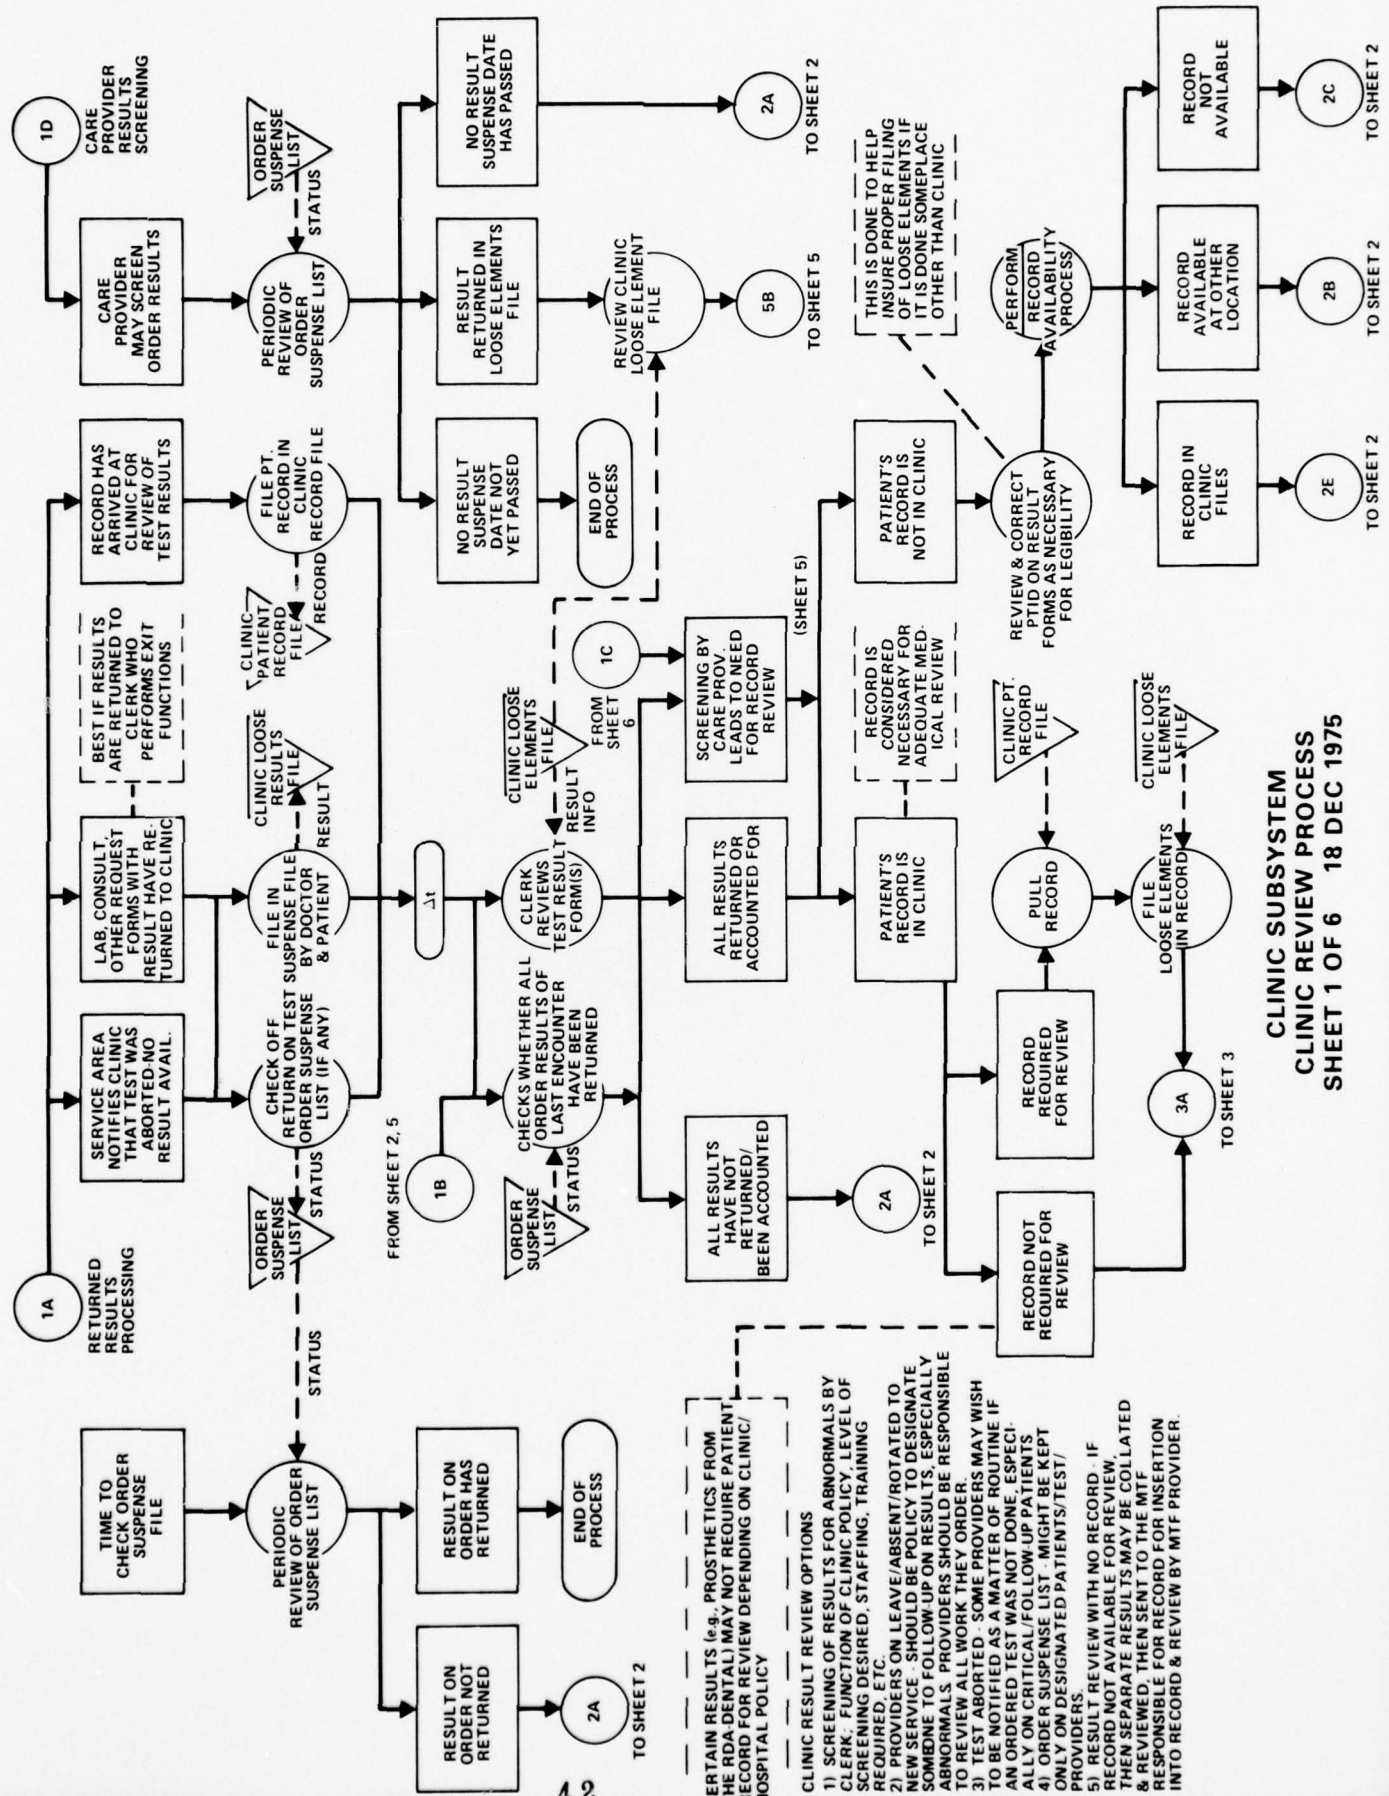 1A
RETURNED
RESULTS
PROCESSING
1D
CARE
PROVIDER
RESULTS
SCREENING
TIME TO
CHECK ORDER
SUSPENSE
FILE
SERVICE AREA
NOTIFIES CLINIC
THAT TEST WAS
ABORTED-NO
RESULT AVAIL.
LAB, CONSULT,
OTHER REQUEST
FORMS WITH
RESULT HAVE RE-
TURNED TO CLINIC
BEST IF RESULTS
ARE RETURNED TO
CLERK WHO
PERFORMS EXIT
FUNCTIONS
RECORD HAS
ARRIVED AT
CLINIC FOR
REVIEW OF
TEST RESULTS
CARE
PROVIDER
MAY SCREEN
ORDER RESULTS
PERIODIC
REVIEW OF ORDER
SUSPENSE LIST
STATUS
ORDER
SUSPENSE
LIST
STATUS
CHECK OFF
RETURN ON TEST
ORDER SUSPENSE
LIST (IF ANY)
FILE IN
SUSPENSE FILE
BY DOCTOR
& PATIENT
RESULT
CLINIC LOOSE
RESULTS
FILE
CLINIC
PATIENT
RECORD
FILE
RECORD
FILE PT.
RECORD IN
CLINIC
RECORD FILE
PERIODIC
REVIEW OF
ORDER
SUSPENSE LIST
STATUS
ORDER
SUSPENSE
LIST
RESULT ON
ORDER NOT
RETURNED
RESULT ON
ORDER HAS
RETURNED
FROM SHEET 2, 5
1B
Δt
NO RESULT
SUSPENSE
DATE NOT
YET PASSED
RESULT
RETURNED IN
LOOSE ELEMENTS
FILE
NO RESULT
SUSPENSE DATE
HAS PASSED
2A
TO SHEET 2
END OF
PROCESS
ORDER
SUSPENSE
LIST
STATUS
CHECKS WHETHER ALL
ORDER RESULTS OF
LAST ENCOUNTER
HAVE BEEN
RETURNED
CLERK
REVIEWS
TEST RESULT
FORM(S)
RESULT
INFO
CLINIC LOOSE
ELEMENTS
FILE
1C
FROM
SHEET
6
END OF
PROCESS
REVIEW CLINIC
LOOSE ELEMENT
FILE
5B
TO SHEET 5
2A
TO SHEET 2
ALL RESULTS
HAVE NOT
RETURNED/
BEEN ACCOUNTED
ALL RESULTS
RETURNED OR
ACCOUNTED FOR
SCREENING BY
CARE PROV.
LEADS TO NEED
FOR RECORD
REVIEW
(SHEET 5)
2A
TO SHEET 2
PATIENT'S
RECORD IS
IN CLINIC
RECORD IS
CONSIDERED
NECESSARY FOR
ADEQUATE MED-
ICAL REVIEW
PATIENT'S
RECORD IS
NOT IN CLINIC
THIS IS DONE TO HELP
INSURE PROPER FILING
OF LOOSE ELEMENTS IF
IT IS DONE SOMEPLACE
OTHER THAN CLINIC
RECORD NOT
REQUIRED FOR
REVIEW
RECORD
REQUIRED
FOR REVIEW
PULL
RECORD
CLINIC PT.
RECORD
FILE
REVIEW & CORRECT
PTID ON RESULT
FORMS AS NECESSARY
FOR LEGIBILITY
PERFORM
RECORD
AVAILABILITY
PROCESS
3A
TO SHEET 3
FILE
LOOSE ELEMENTS
IN RECORD
CLINIC LOOSE
ELEMENTS
FILE
RECORD IN
CLINIC
FILES
RECORD
AVAILABLE
AT OTHER
LOCATION
RECORD
NOT
AVAILABLE
2E
TO SHEET 2
2B
TO SHEET 2
2C
TO SHEET 2
ERTAIN RESULTS (e.g., PROSTHETICS FROM
HE RDA-DENTAL) MAY NOT REQUIRE PATIENT
ECORD FOR REVIEW DEPENDING ON CLINIC/
OSPITAL POLICY
CLINIC RESULT REVIEW OPTIONS
1) SCREENING OF RESULTS FOR ABNORMALS BY
CLERK; FUNCTION OF CLINIC POLICY, LEVEL OF
SCREENING DESIRED, STAFFING, TRAINING
REQUIRED, ETC.
2) PROVIDERS ON LEAVE/ABSENT/ROTATED TO
NEW SERVICE - SHOULD BE POLICY TO DESIGNATE
SOMEONE TO FOLLOW-UP ON RESULTS, ESPECIALLY
ABNORMALS. PROVIDERS SHOULD BE RESPONSIBLE
TO REVIEW ALL WORK THEY ORDER.
3) TEST ABORTED - SOME PROVIDERS MAY WISH
TO BE NOTIFIED AS A MATTER OF ROUTINE IF
AN ORDERED TEST WAS NOT DONE, ESPECI-
ALLY ON CRITICAL/FOLLOW-UP PATIENTS
4) ORDER SUSPENSE LIST - MIGHT BE KEPT
ONLY ON DESIGNATED PATIENTS/TEST/
PROVIDERS.
5) RESULT REVIEW WITH NO RECORD - IF
RECORD NOT AVAILABLE FOR REVIEW,
THEN SEPARATE RESULTS MAY BE COLLATED
& REVIEWED, THEN SENT TO THE MTF
RESPONSIBLE FOR RECORD FOR INSERTION
INTO RECORD & REVIEW BY MTF PROVIDER.
CLINIC SUBSYSTEM
CLINIC REVIEW PROCESS
SHEET 1 OF 6 18 DEC 1975